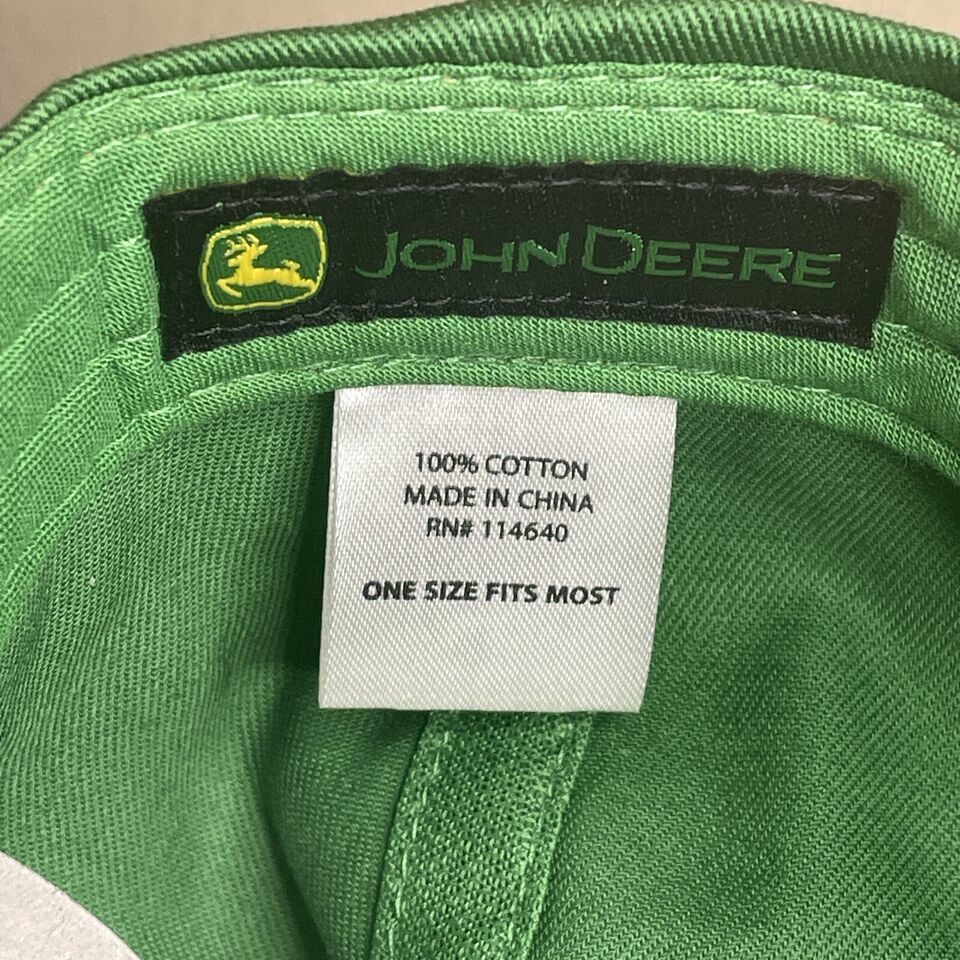 JOHN DEERE
100% COTTON
MADE IN CHINA
RN# 114640
ONE SIZE FITS MOST